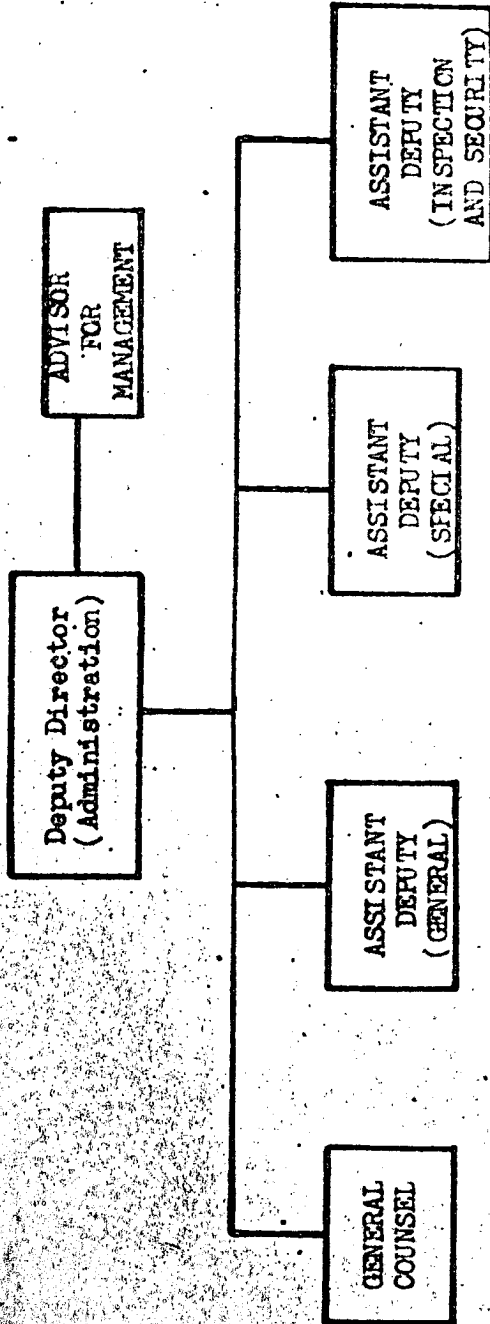 Deputy Director
(Administration)
ADVISOR
FOR
MANAGEMENT
GENERAL
COUNSEL
ASSISTANT
DEPUTY
(GENERAL)
ASSISTANT
DEPUTY
(SPECIAL)
ASSISTANT
DEPUTY
(INSPECTION
AND SECURITY)